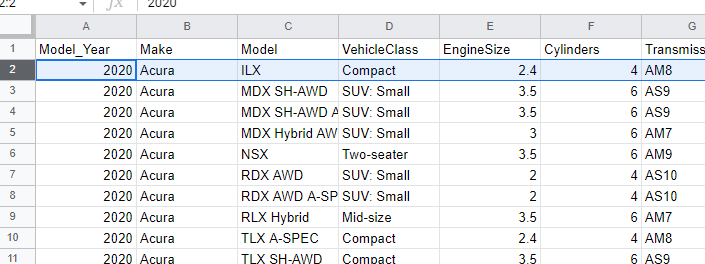 2:2 fx 2020
A B C D E F G
1 Model_Year Make Model VehicleClass EngineSize Cylinders Transmiss
2 2020 Acura ILX Compact 2.4 4 AM8
3 2020 Acura MDX SH-AWD SUV: Small 3.5 6 AS9
4 2020 Acura MDX SH-AWD A SUV: Small 3.5 6 AS9
5 2020 Acura MDX Hybrid AW SUV: Small 3 6 AM7
6 2020 Acura NSX Two-seater 3.5 6 AM9
7 2020 Acura RDX AWD SUV: Small 2 4 AS10
8 2020 Acura RDX AWD A-SP SUV: Small 2 4 AS10
9 2020 Acura RLX Hybrid Mid-size 3.5 6 AM7
10 2020 Acura TLX A-SPEC Compact 2.4 4 AM8
11 2020 Acura TLX SH-AWD Compact 3.5 6 AS9